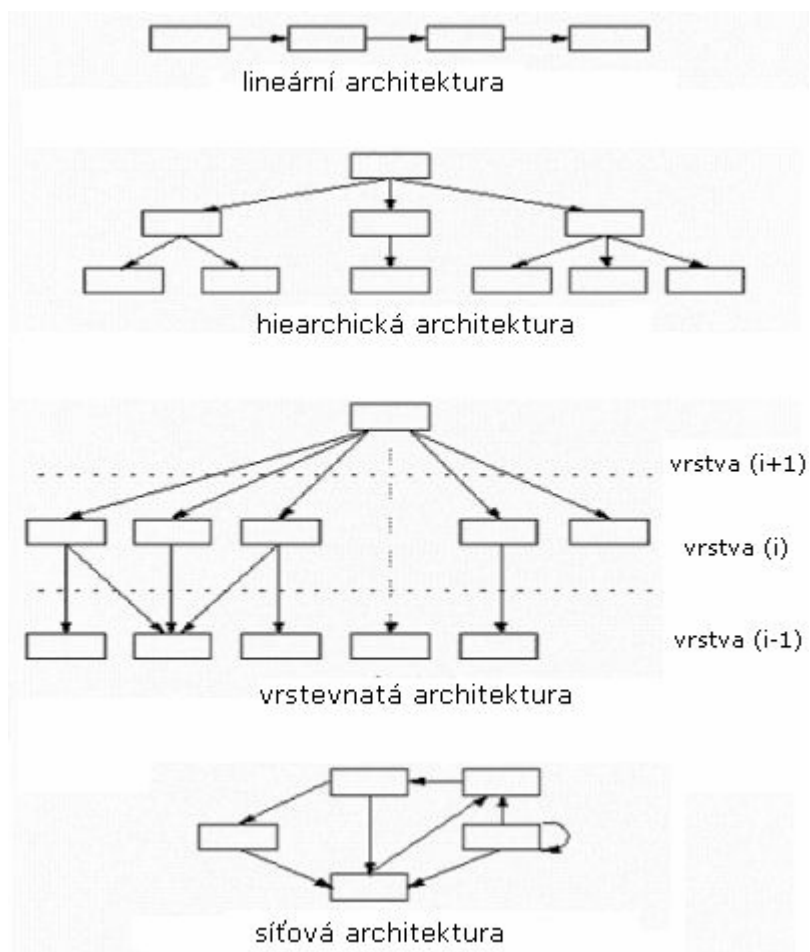 lineární architektura
hiearchická architektura
vrstva (i+1)
vrstva (i)
vrstva (i-1)
vrstevnatá architektura
síťová architektura